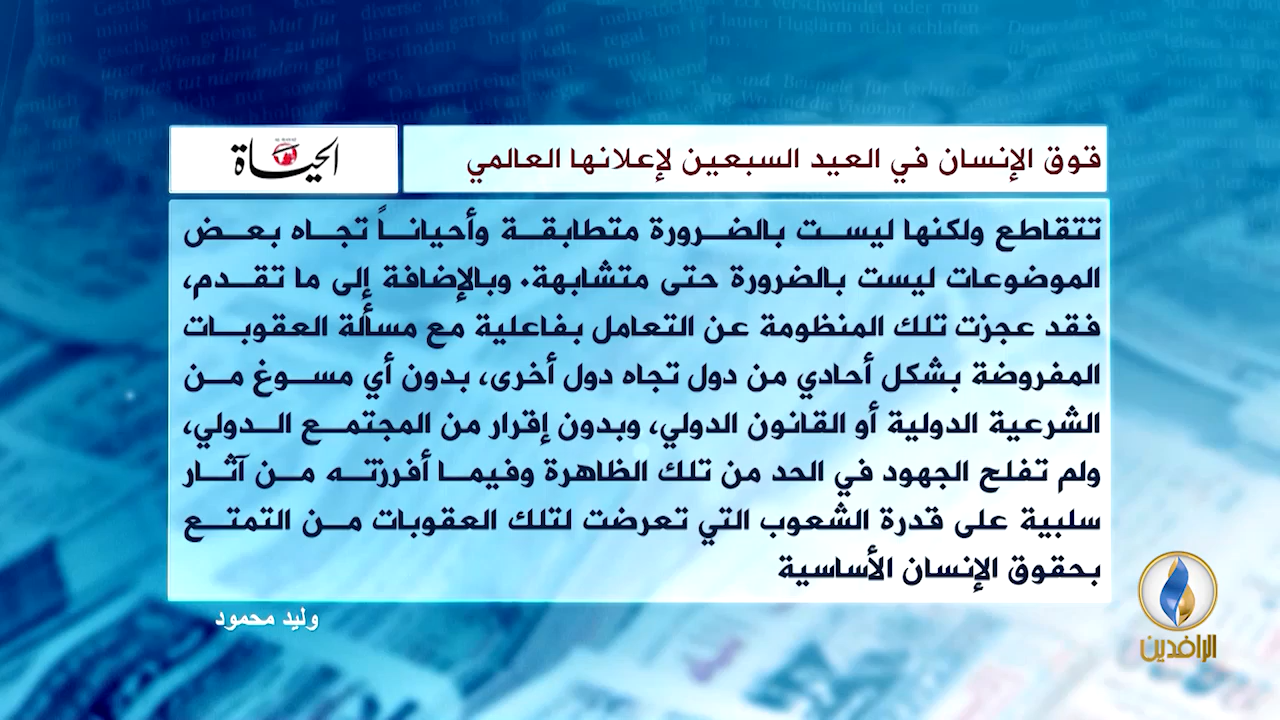 الحياة
قوق الإنسان في العيد السبعين لإعلانها العالمي
تتقاطع ولكنها ليست بالضرورة متطابقة وأحياناً تجاه بعض
الموضوعات ليست بالضرورة حتى متشابهة. وبالإضافة إلى ما تقدم،
فقد عجزت تلك المنظومة عن التعامل بفاعلية مع مسألة العقوبات
المفروضة بشكل أحادي من دول تجاه دول أخرى، بدون أي مسوغ من
الشرعية الدولية أو القانون الدولي، وبدون إقرار من المجتمع الدولي،
ولم تفلح الجهود في الحد من تلك الظاهرة وفيما أفرزته من آثار
سلبية على قدرة الشعوب التي تعرضت لتلك العقوبات من التمتع
بحقوق الإنسان الأساسية
وليد محمود
الرافدين